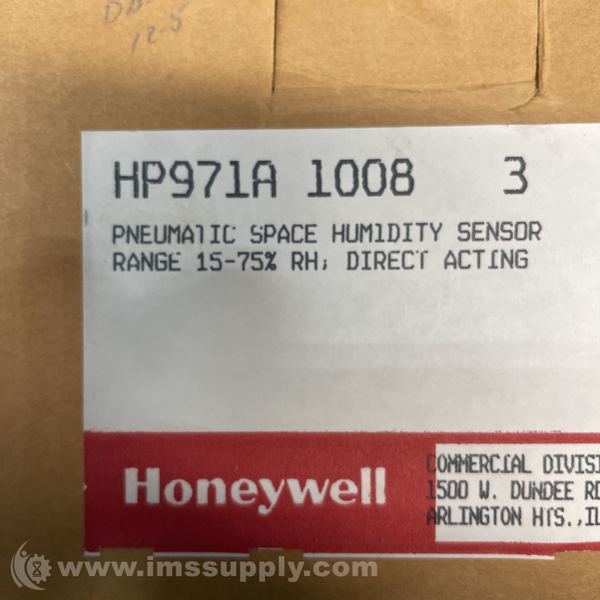 12-5
HP971A 1008 3
PNEUMATIC SPACE HUMIDITY SENSOR
RANGE 15-75% RH, DIRECT ACTING
Honeywell
COMMERCIAL DIVISI
1500 W. DUNDEE RD
ARLINGTON HTS., IL
www.imssupply.com